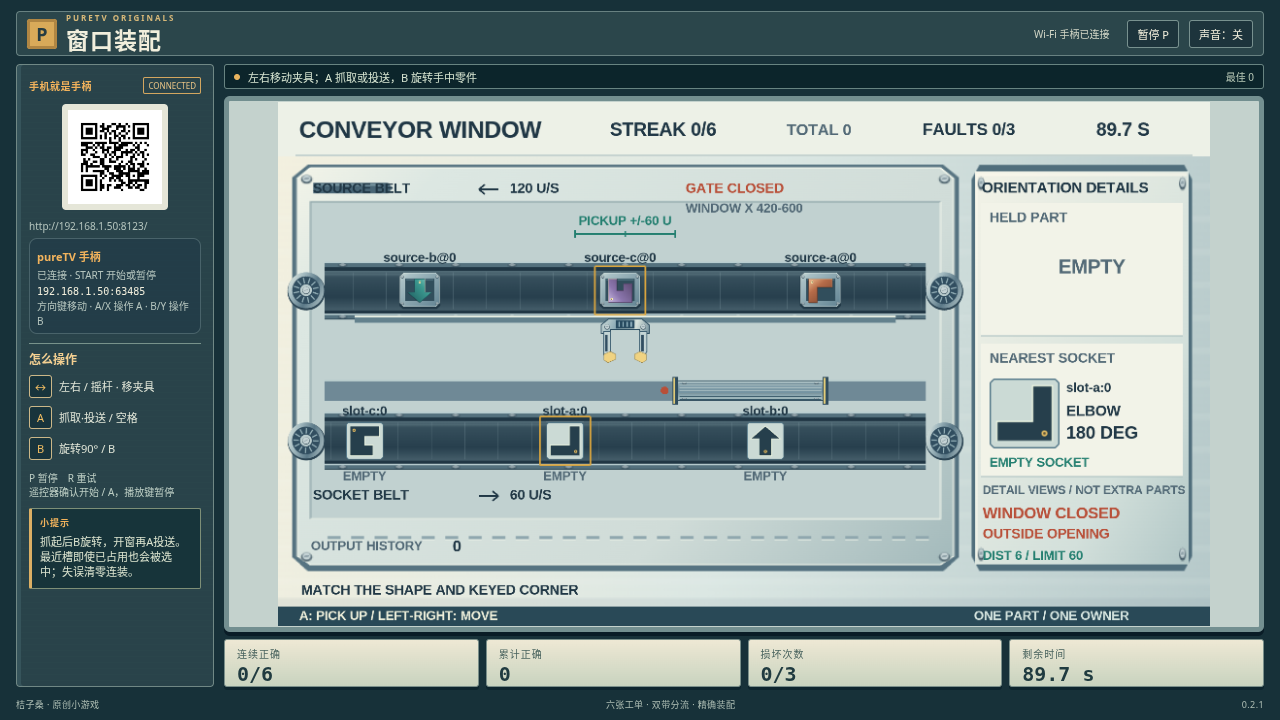 P
PURETV ORIGINALS
窗口装配
Wi-Fi 手柄已连接
暂停 P
声音: 关
手机就是手柄
CONNECTED
http://192.168.1.50:8123/
pureTV 手柄
已连接 · START 开始或暂停
192.168.1.50:63485
方向键移动 · A/X 操作 A · B/Y 操作
B
怎么操作
↔ 左右 / 摇杆 · 移夹具
A 抓取·投送 / 空格
B 旋转90° / B
P 暂停 R 重试
遥控器确认开始 / A，播放键暂停
小提示
抓起后B旋转，开窗再A投送。
最近槽即使已占用也会被选
中；失误清零连装。
左右移动夹具；A 抓取或投送，B 旋转手中零件
最佳 0
CONVEYOR WINDOW
STREAK 0/6
TOTAL 0
FAULTS 0/3
89.7 S
SOURCE BELT
← 120 U/S
GATE CLOSED
WINDOW X 420-600
PICKUP +/-60 U
source-b@0
source-c@0
source-a@0
slot-c:0
slot-a:0
slot-b:0
EMPTY
EMPTY
EMPTY
SOCKET BELT
→ 60 U/S
OUTPUT HISTORY 0
MATCH THE SHAPE AND KEYED CORNER
A: PICK UP / LEFT-RIGHT: MOVE
ONE PART / ONE OWNER
ORIENTATION DETAILS
HELD PART
EMPTY
NEAREST SOCKET
slot-a:0
ELBOW
180 DEG
EMPTY SOCKET
DETAIL VIEWS / NOT EXTRA PARTS
WINDOW CLOSED
OUTSIDE OPENING
DIST 6 / LIMIT 60
连续正确
0/6
累计正确
0
损坏次数
0/3
剩余时间
89.7 s
桔子桑 · 原创小游戏
六张工单 · 双带分流 · 精确装配
0.2.1